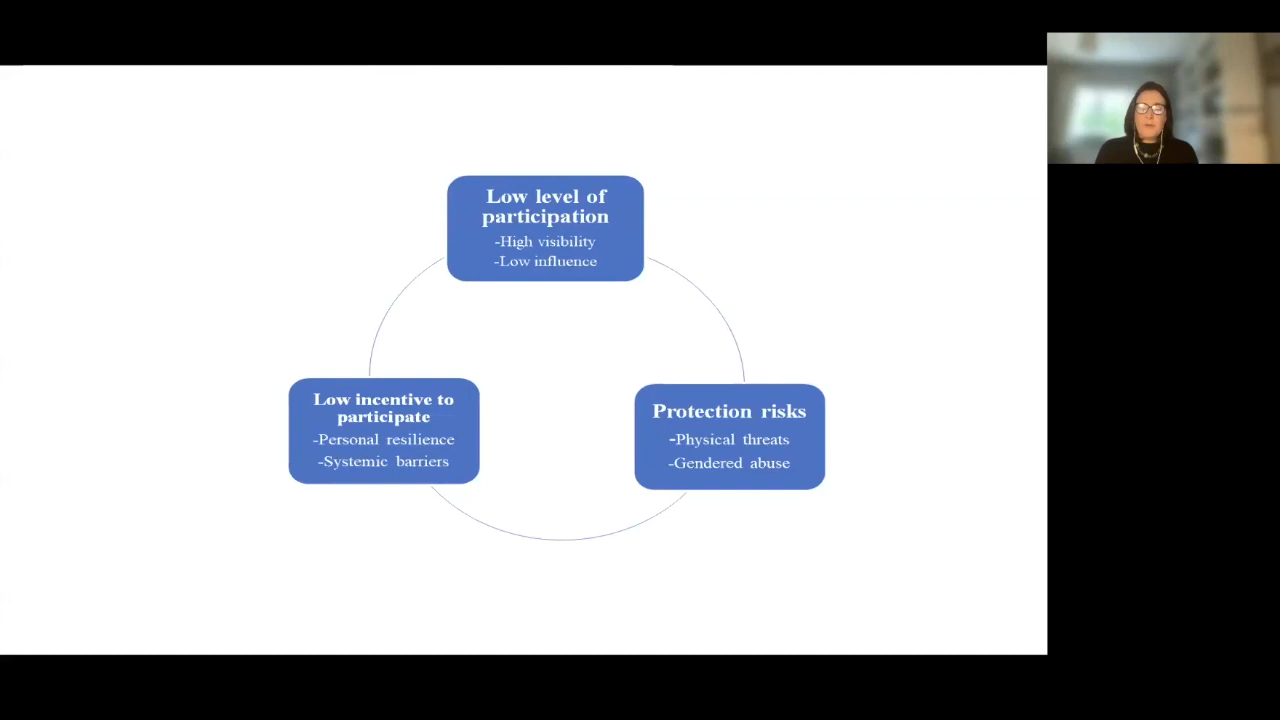 Low level of
participation
-High visibility
-Low influence
Low incentive to
participate
-Personal resilience
-Systemic barriers
Protection risks
-Physical threats
-Gendered abuse